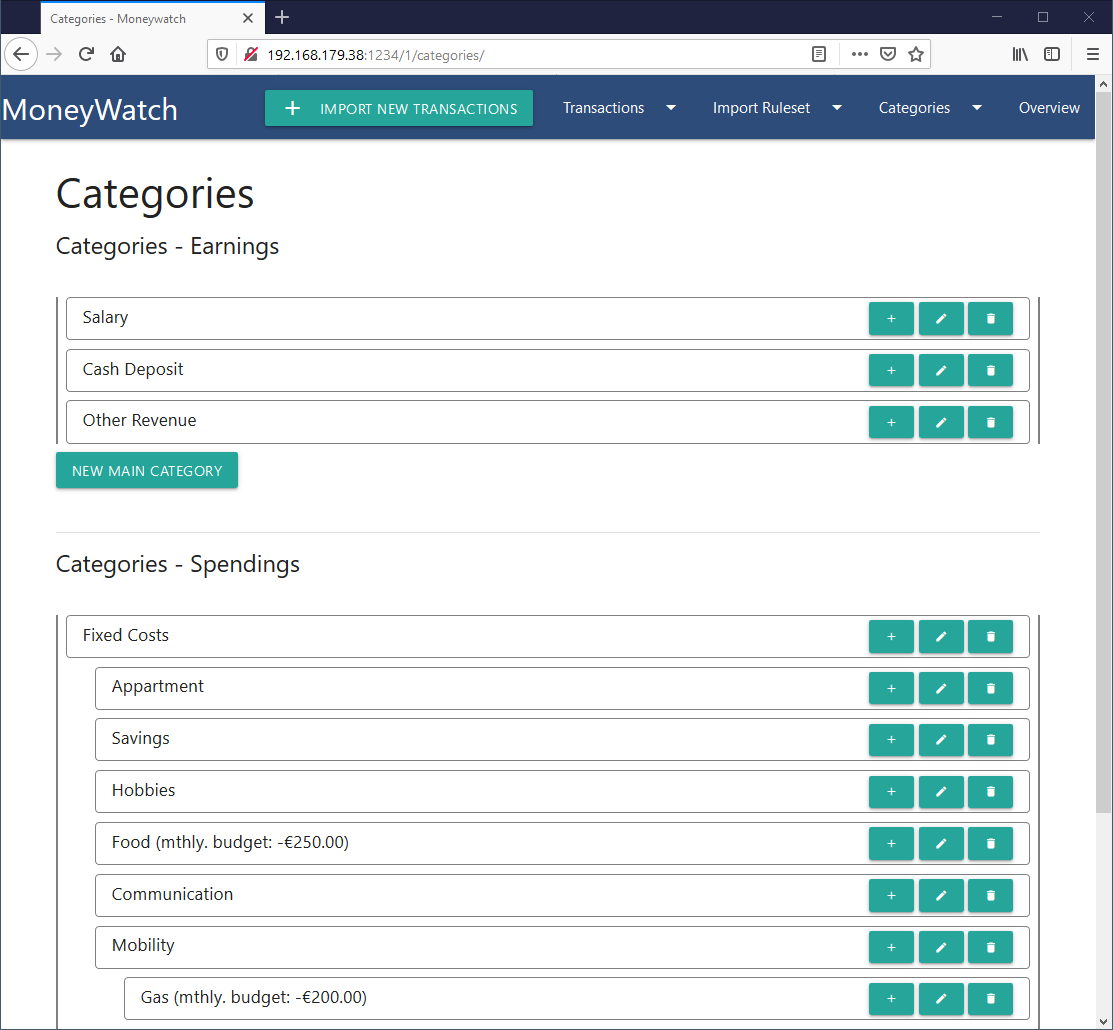 Categories - Moneywatch
192.168.179.38:1234/1/categories/
MoneyWatch
IMPORT NEW TRANSACTIONS
Transactions
Import Ruleset
Categories
Overview
Categories
Categories - Earnings
Salary
Cash Deposit
Other Revenue
NEW MAIN CATEGORY
Categories - Spendings
Fixed Costs
Appartment
Savings
Hobbies
Food (mthly. budget: -€250.00)
Communication
Mobility
Gas (mthly. budget: -€200.00)